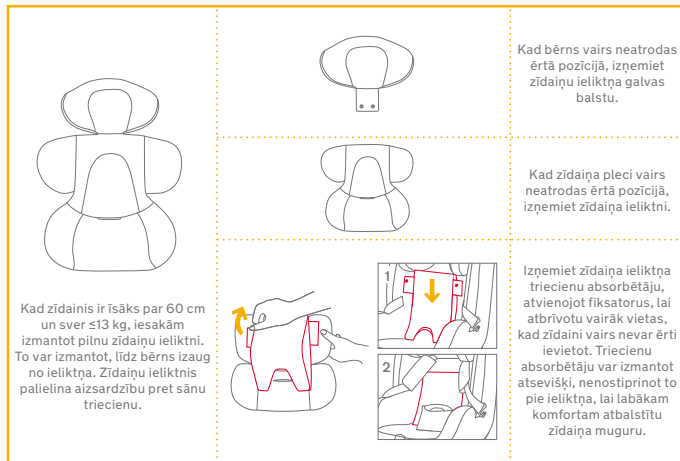 Kad zīdainis ir īsāks par 60 cm
un sver ≤13 kg, iesakām
izmantot pilnu zīdaiņu ieliktni.
To var izmantot, līdz bērns izaug
no ieliktņa. Zīdaiņu ieliktnis
palielina aizsardzību pret sānu
triecienu.
Kad bērns vairs neatrodas
ērtā pozīcijā, izņemiet
zīdaiņu ieliktņa galvas
balstu.
Kad zīdaiņa pleci vairs
neatrodas ērtā pozīcijā,
izņemiet zīdaiņa ieliktni.
1
2
Izņemiet zīdaiņa ieliktņa
triecienu absorbētāju,
atvienojot fiksatorus, lai
atbrīvotu vairāk vietas,
kad zīdaini vairs nevar ērti
ievietot. Triecienu
absorbētāju var izmantot
atsevišķi, nenostiprinot to
pie ieliktņa, lai labākam
komfortam atbalstītu
zīdaiņa muguru.